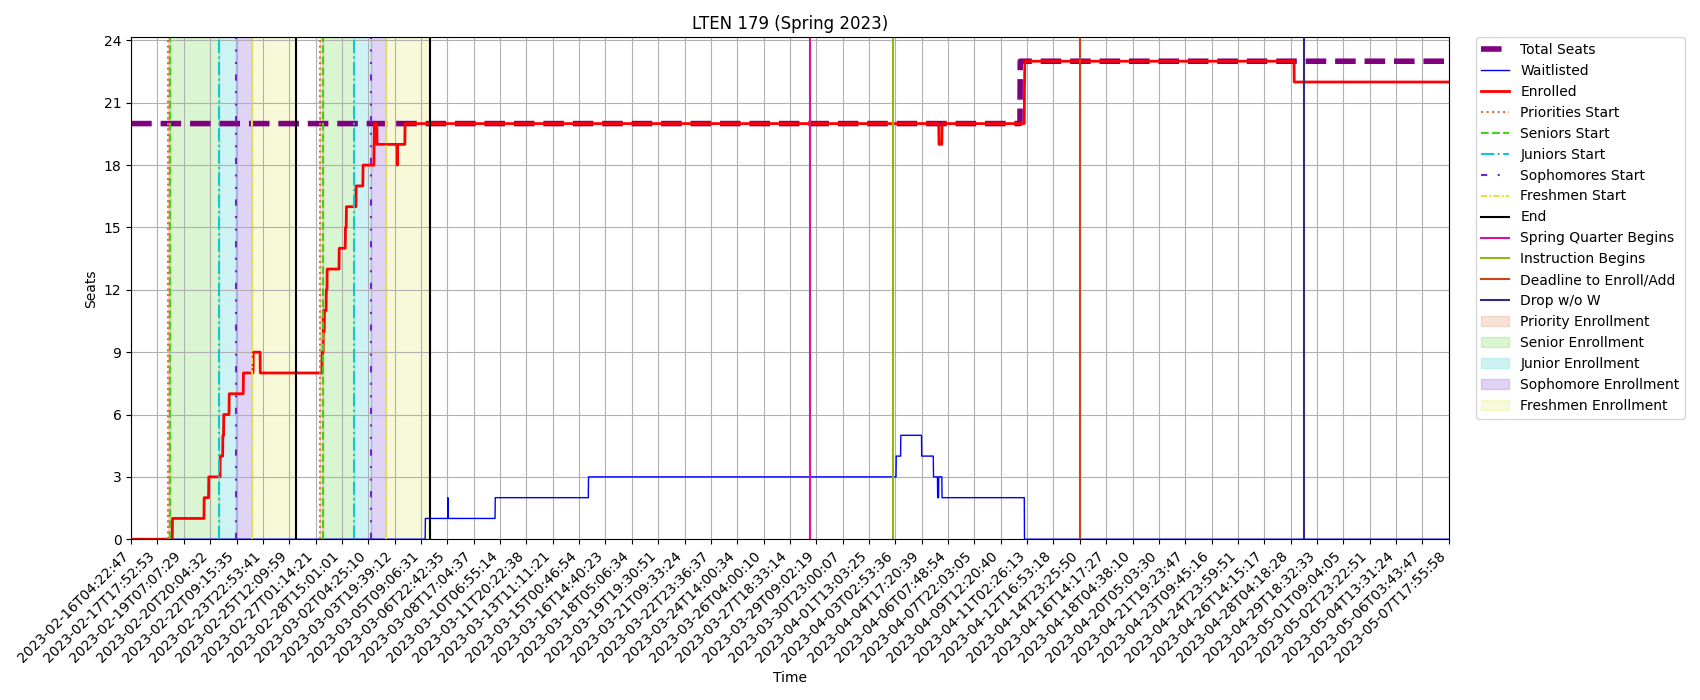 LTEN 179 (Spring 2023)
Seats
24
21
18
15
12
9
6
3
0
2023-02-16T04:22:47
2023-02-17T17:52:53
2023-02-19T07:07:29
2023-02-20T20:04:32
2023-02-22T09:15:35
2023-02-23T22:53:41
2023-02-25T12:09:59
2023-02-27T01:14:21
2023-02-28T15:01:01
2023-03-02T04:25:10
2023-03-03T19:39:12
2023-03-05T09:06:31
2023-03-06T22:42:35
2023-03-08T17:04:37
2023-03-10T06:55:14
2023-03-11T20:22:38
2023-03-13T11:11:21
2023-03-15T00:46:54
2023-03-16T14:40:23
2023-03-18T05:06:34
2023-03-19T19:30:51
2023-03-21T09:33:24
2023-03-22T23:36:37
2023-03-24T14:00:34
2023-03-26T04:00:10
2023-03-27T18:33:14
2023-03-29T09:02:19
2023-03-30T23:00:07
2023-04-01T13:03:25
2023-04-03T02:53:36
2023-04-04T17:20:39
2023-04-06T07:48:54
2023-04-07T22:03:05
2023-04-09T12:20:40
2023-04-11T02:26:13
2023-04-12T16:53:18
2023-04-14T23:25:50
2023-04-16T14:17:27
2023-04-18T04:38:10
2023-04-20T05:03:30
2023-04-21T19:23:47
2023-04-23T09:45:16
2023-04-24T23:59:51
2023-04-26T14:15:17
2023-04-28T04:18:28
2023-04-29T18:32:33
2023-05-01T09:04:05
2023-05-02T23:22:51
2023-05-04T13:31:24
2023-05-06T03:43:47
2023-05-07T17:55:58
Time
Total Seats
Waitlisted
Enrolled
Priorities Start
Seniors Start
Juniors Start
Sophomores Start
Freshmen Start
End
Spring Quarter Begins
Instruction Begins
Deadline to Enroll/Add
Drop w/o W
Priority Enrollment
Senior Enrollment
Junior Enrollment
Sophomore Enrollment
Freshmen Enrollment